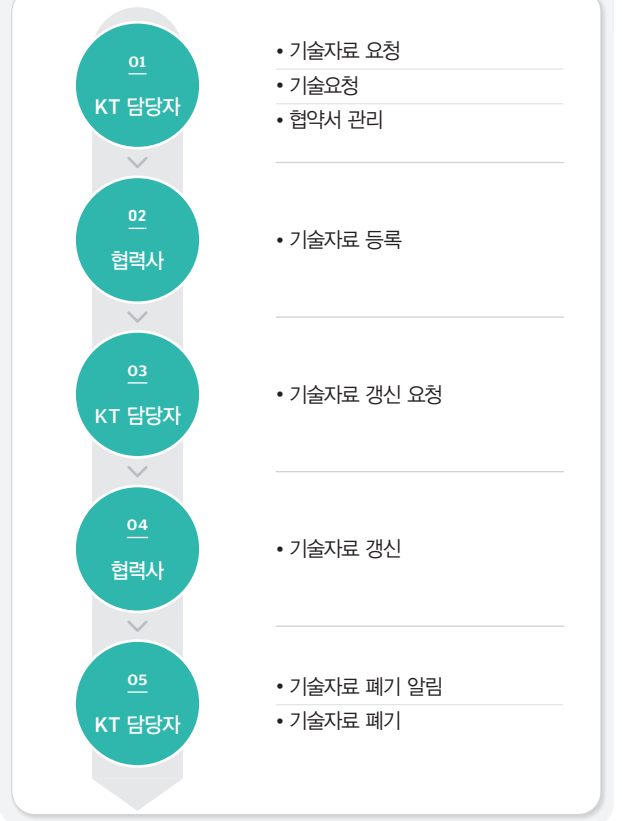 01
KT 담당자
• 기술자료 요청
• 기술요청
• 협약서 관리
02
협력사
• 기술자료 등록
03
KT 담당자
• 기술자료 갱신 요청
04
협력사
• 기술자료 갱신
05
KT 담당자
• 기술자료 폐기 알림
• 기술자료 폐기